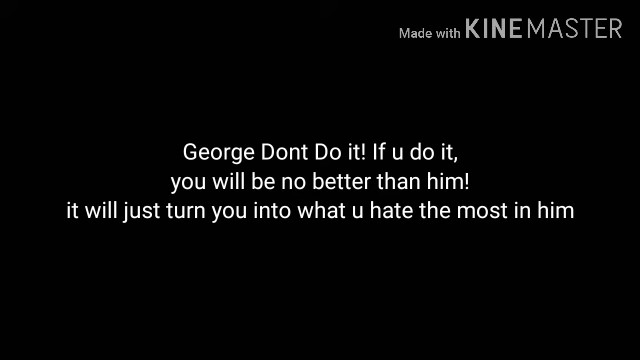 Made with KINEMASTER
George Dont Do it! If u do it,
you will be no better than him!
it will just turn you into what u hate the most in him